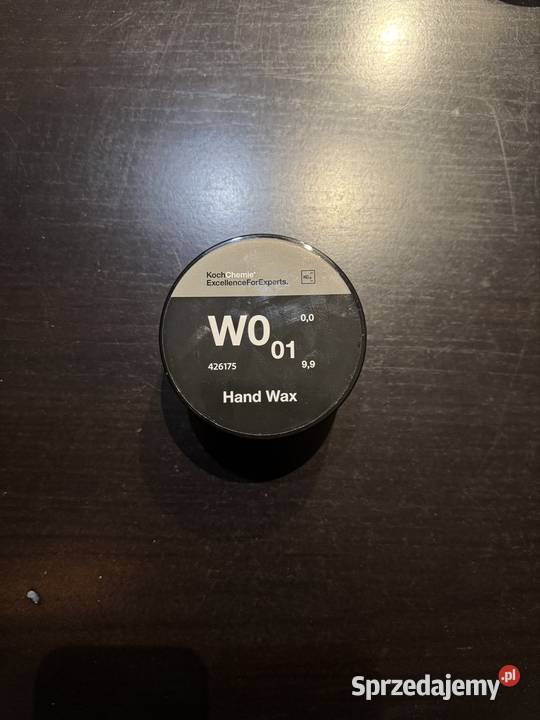 KochChemie®
ExcellenceForExperts.
W0 01
0,0
426175
9,9
Hand Wax
Sprzedajemy.pl